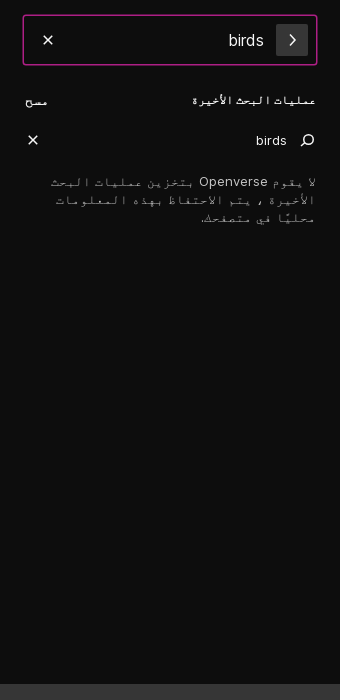 birds
عمليات البحث الأخيرة
مسح
birds
لا يقوم Openverse بتخزين عمليات البحث
الأخيرة ، يتم الاحتفاظ بهذه المعلومات
محليًا في متصفحك.